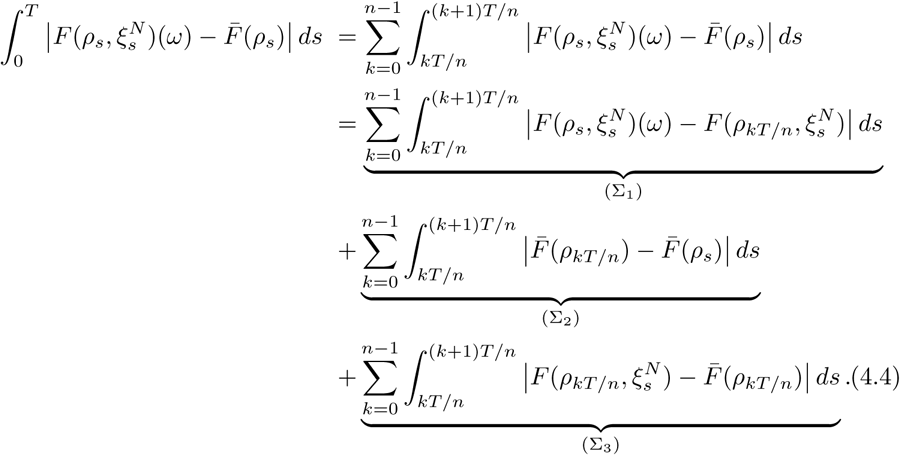 \int_0^T |F(\rho_s, \xi_s^N)(\omega) - \bar{F}(\rho_s)| ds = \sum_{k=0}^{n-1} \int_{kT/n}^{(k+1)T/n} |F(\rho_s, \xi_s^N)(\omega) - \bar{F}(\rho_s)| ds
= \underbrace{\sum_{k=0}^{n-1} \int_{kT/n}^{(k+1)T/n} |F(\rho_s, \xi_s^N)(\omega) - F(\rho_{kT/n}, \xi_s^N)| ds}_{(\Sigma_1)}
+ \underbrace{\sum_{k=0}^{n-1} \int_{kT/n}^{(k+1)T/n} |\bar{F}(\rho_{kT/n}) - \bar{F}(\rho_s)| ds}_{(\Sigma_2)}
+ \underbrace{\sum_{k=0}^{n-1} \int_{kT/n}^{(k+1)T/n} |F(\rho_{kT/n}, \xi_s^N) - \bar{F}(\rho_{kT/n})| ds}_{(\Sigma_3)} .(4.4)